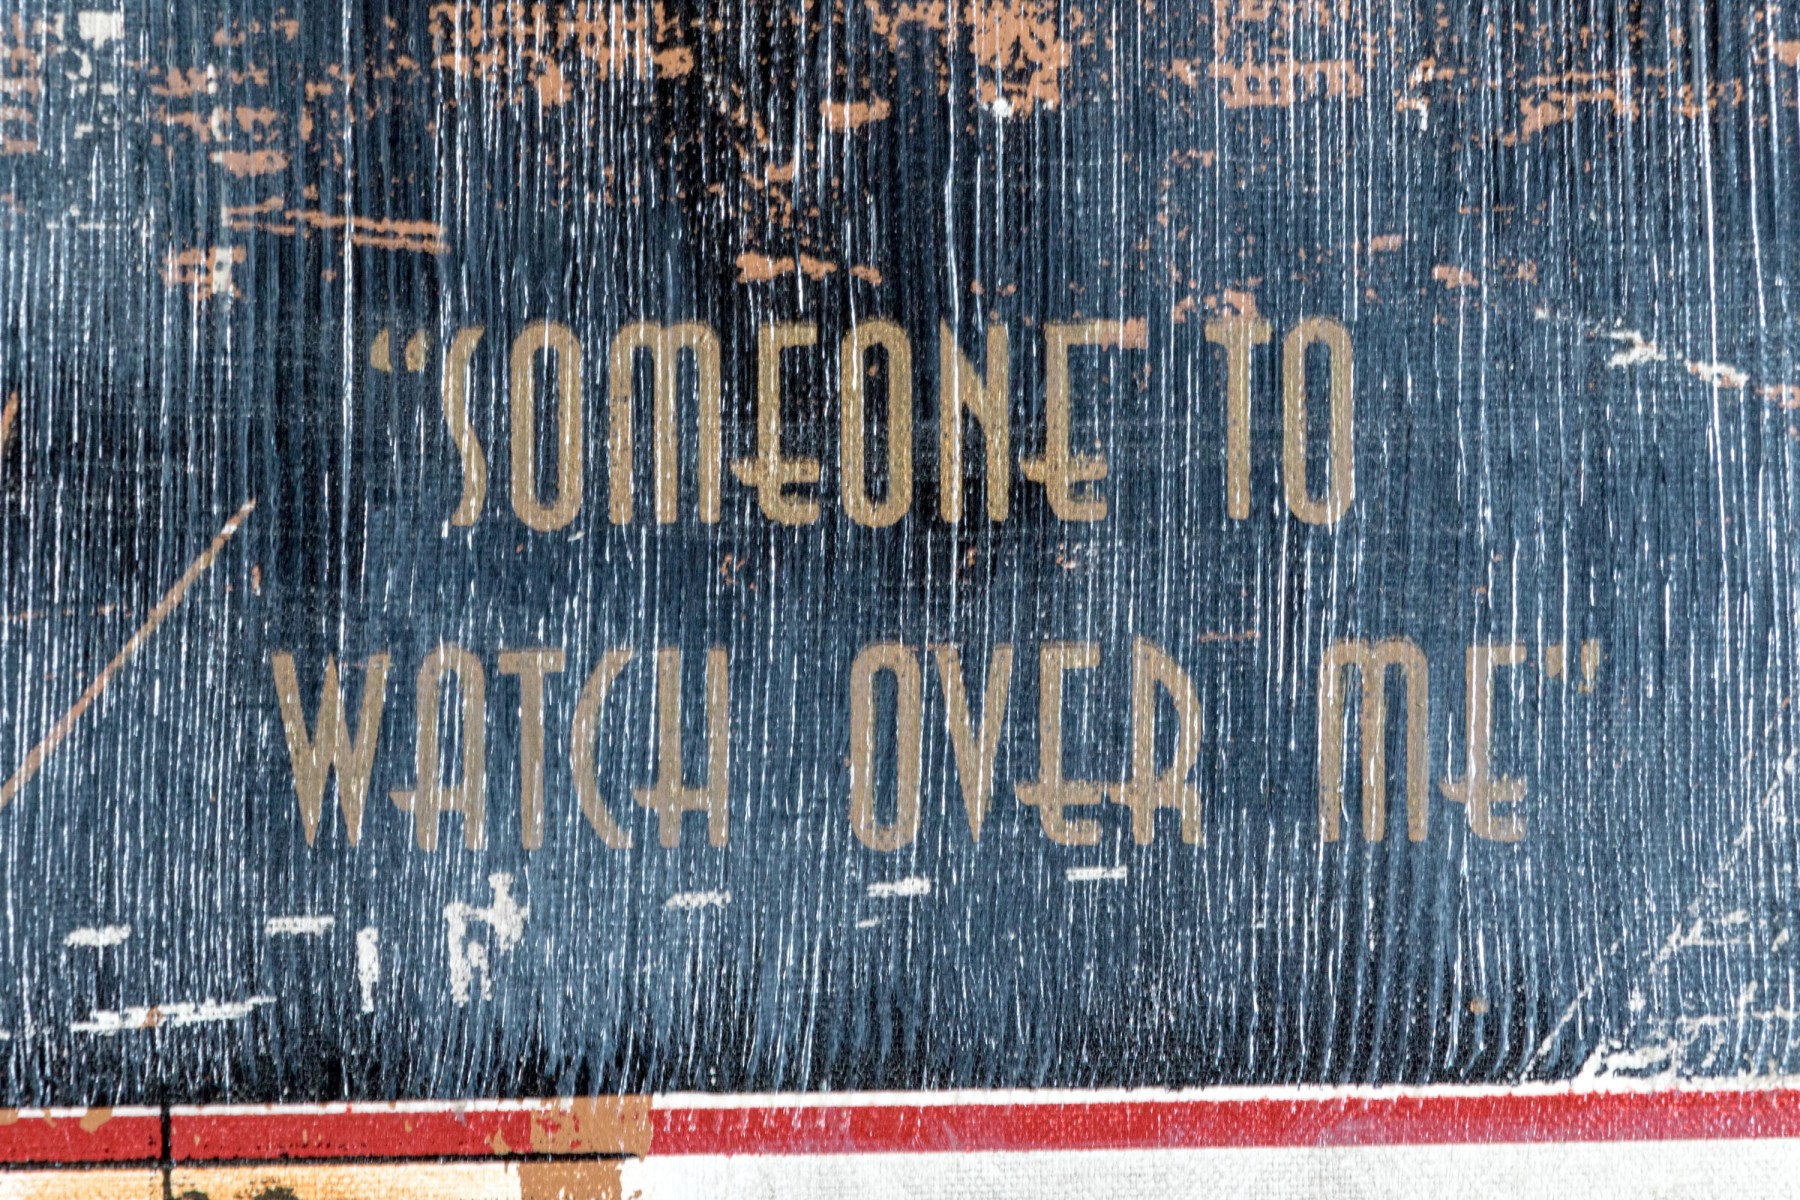 “SOMEONE TO
WATCH OVER ME”